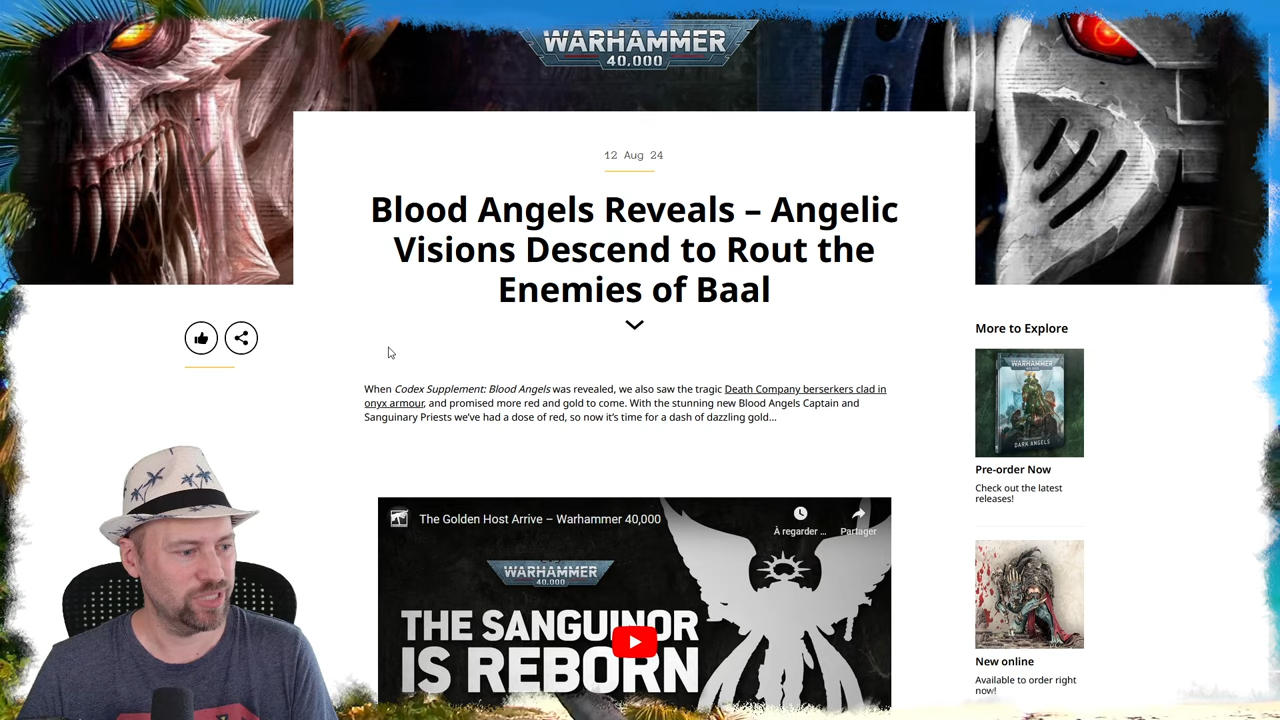 WARHAMMER
40,000
12 Aug 24
Blood Angels Reveals – Angelic
Visions Descend to Rout the
Enemies of Baal
When Codex Supplement: Blood Angels was revealed, we also saw the tragic Death Company berserkers clad in
onyx armour, and promised more red and gold to come. With the stunning new Blood Angels Captain and
Sanguinary Priests we’ve had a dose of red, so now it’s time for a dash of dazzling gold…
The Golden Host Arrive – Warhammer 40,000
À regarder ...
Partager
WARHAMMER
40,000
THE SANGUINOR
IS REBORN
More to Explore
WARHAMMER
DARK ANGELS
Pre-order Now
Check out the latest
releases!
New online
Available to order right
now!